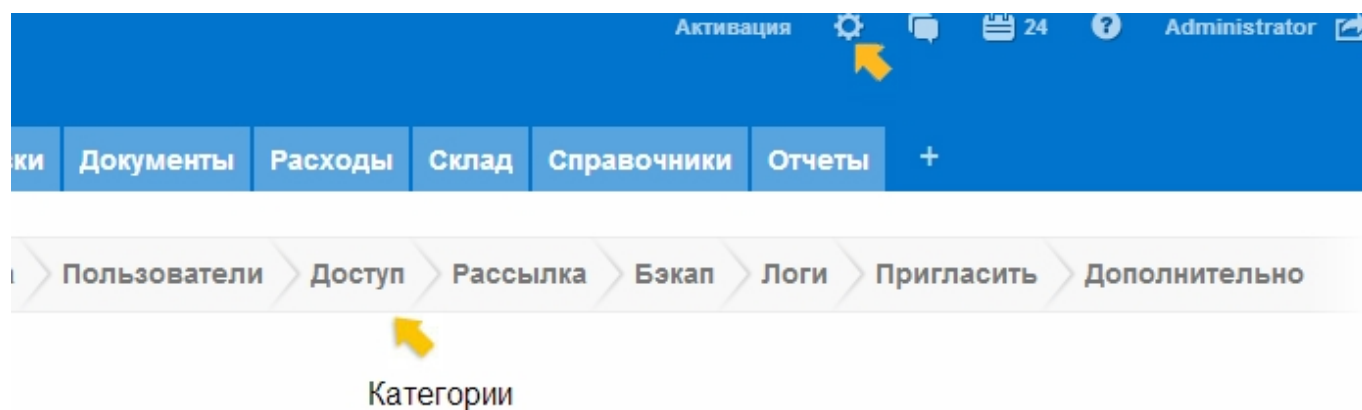 Активация 24 Administrator
ки Документы Расходы Склад Справочники Отчеты +
Пользователи Доступ Рассылка Бэкап Логи Пригласить Дополнительно
Категории